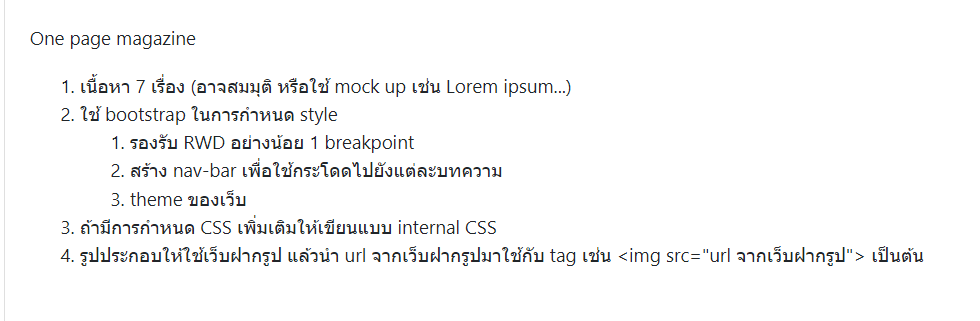 One page magazine
1. เนื้อหา 7 เรื่อง (อาจสมมุติ หรือใช้ mock up เช่น Lorem ipsum...)
2. ใช้ bootstrap ในการกำหนด style
1. รองรับ RWD อย่างน้อย 1 breakpoint
2. สร้าง nav-bar เพื่อใช้กระโดดไปยังแต่ละบทความ
3. theme ของเว็บ
3. ถ้ามีการกำหนด CSS เพิ่มเติมให้เขียนแบบ internal CSS
4. รูปประกอบให้ใช้เว็บฝากรูป แล้วนำ url จากเว็บฝากรูปมาใช้กับ tag เช่น <img src="url จากเว็บฝากรูป"> เป็นต้น